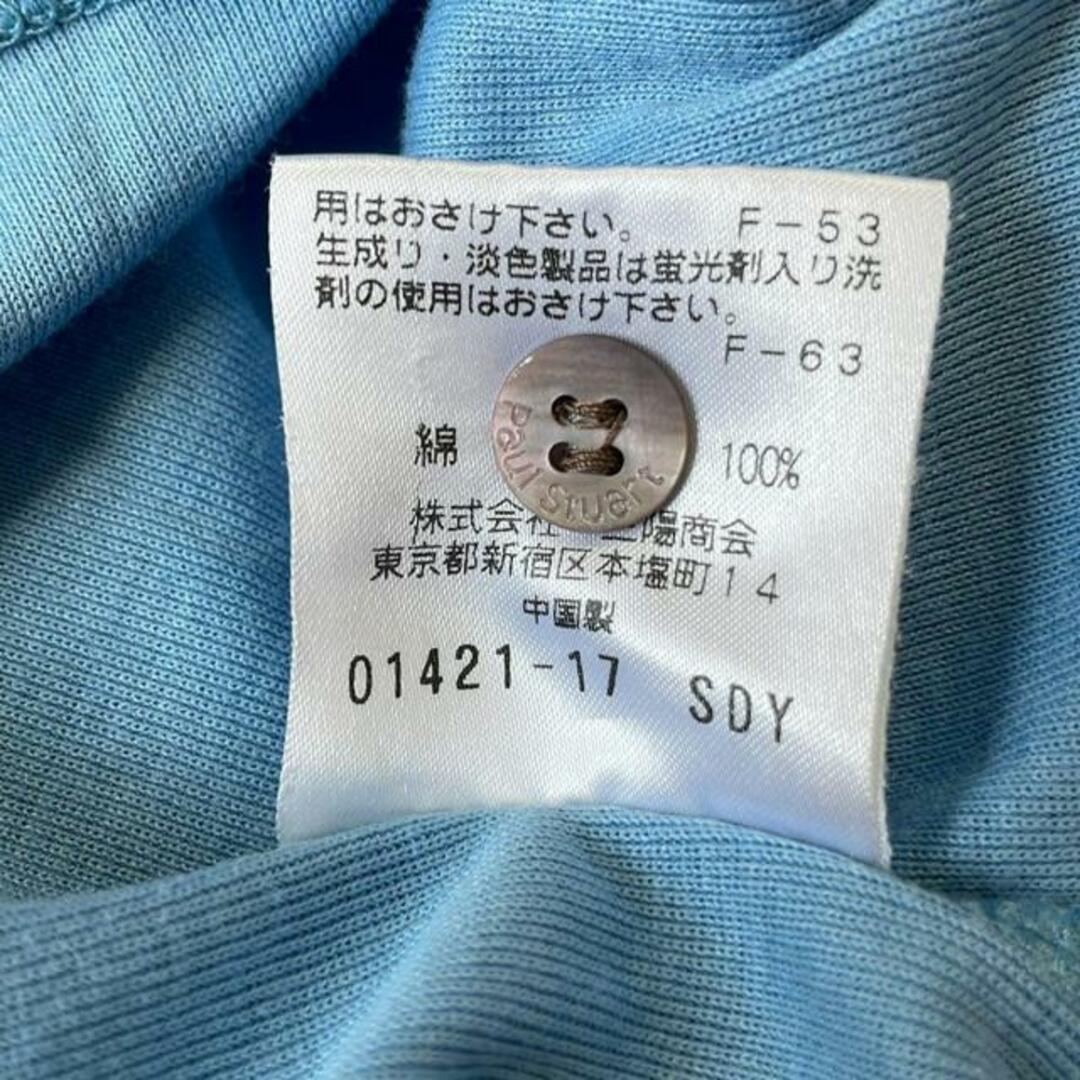 用はおさけ下さい。 F-53
生成り・淡色製品は蛍光剤入り洗
剤の使用はおさけ下さい。
F-63
綿 100%
Paul Stuart
株式会 陽商会
東京都新宿区本塩町14
中国製
01421-17 SDY